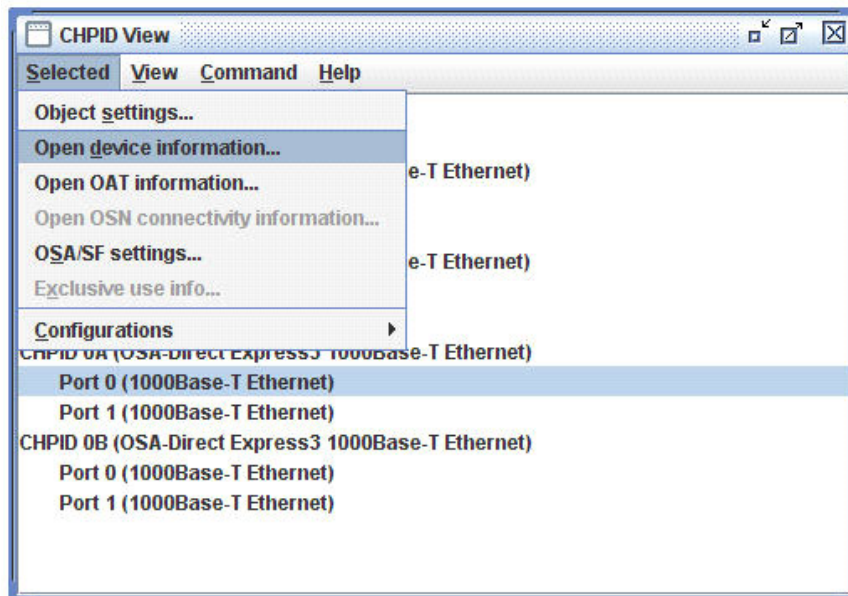 CHPID View
Selected View Command Help
Object settings...
Open device information...
Open OAT information...
e-T Ethernet)
Open OSN connectivity information...
OSA/SF settings...
e-T Ethernet)
Exclusive use info...
Configurations
CHPID 0A (OSA-Direct Express3 1000Base-T Ethernet)
Port 0 (1000Base-T Ethernet)
Port 1 (1000Base-T Ethernet)
CHPID 0B (OSA-Direct Express3 1000Base-T Ethernet)
Port 0 (1000Base-T Ethernet)
Port 1 (1000Base-T Ethernet)